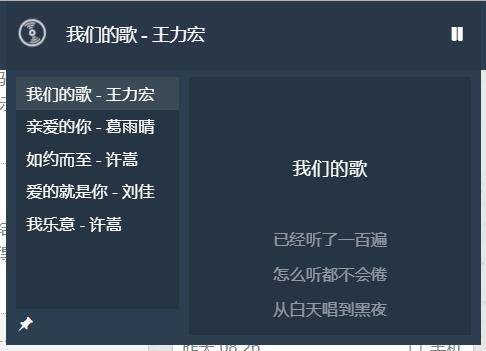 我们的歌 - 王力宏
我们的歌 - 王力宏
亲爱的你 - 葛雨晴
如约而至 - 许嵩
爱的就是你 - 刘佳
我乐意 - 许嵩
我们的歌
已经听了一百遍
怎么听都不会倦
从白天唱到黑夜